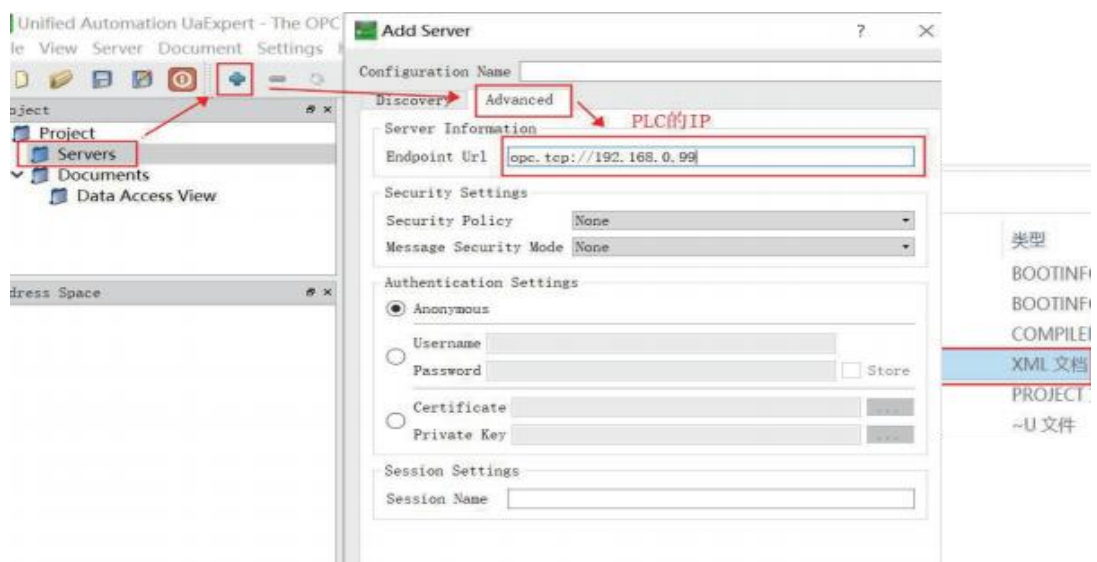 Unified Automation UaExpert - The OPC
View Server Document Settings
Project
Servers
Documents
Data Access View
Address Space
Add Server
?
Configuration Name
Discovery Advanced
PLC的IP
Server Information
Endpoint Url opc.tcp://192.168.0.99
Security Settings
Security Policy None
Message Security Mode None
Authentication Settings
Anonymous
Username
Password Store
Certificate ...
Private Key ...
Session Settings
Session Name
类型
BOOTINF
BOOTINF
COMPILE
XML 文档
PROJECT
~U 文件